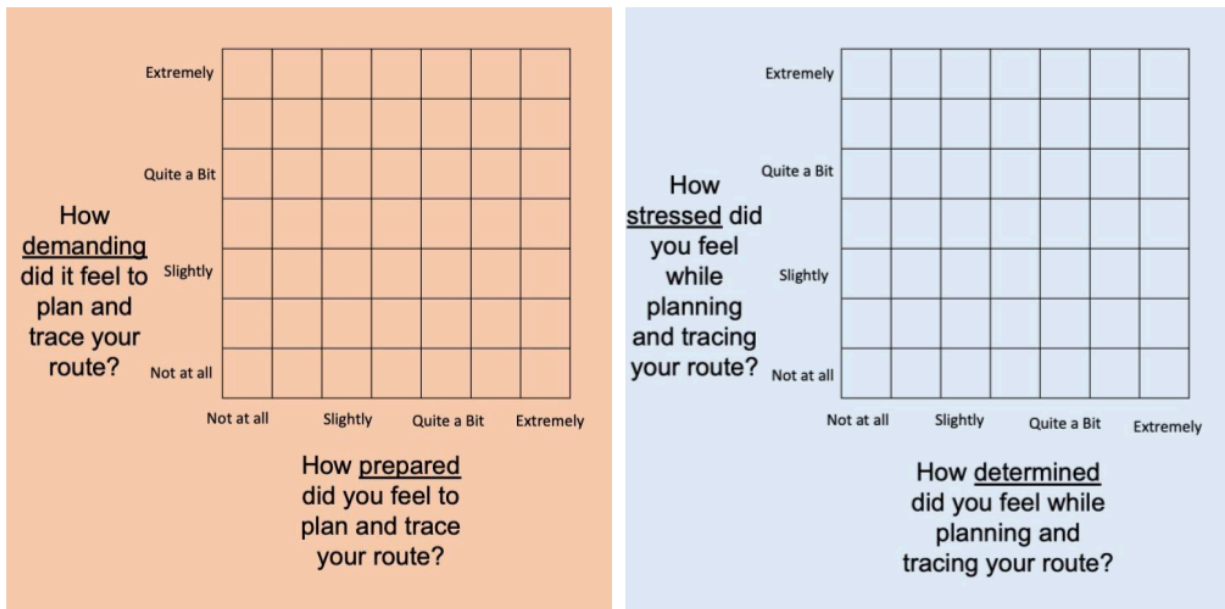 Extremely
Quite a Bit
Slightly
Not at all
How
demanding
did it feel to
plan and
trace your
route?
Not at all Slightly Quite a Bit Extremely
How prepared
did you feel to
plan and trace
your route?
Extremely
Quite a Bit
Slightly
Not at all
How
stressed did
you feel
while
planning
and tracing
your route?
Not at all Slightly Quite a Bit Extremely
How determined
did you feel while
planning and
tracing your route?